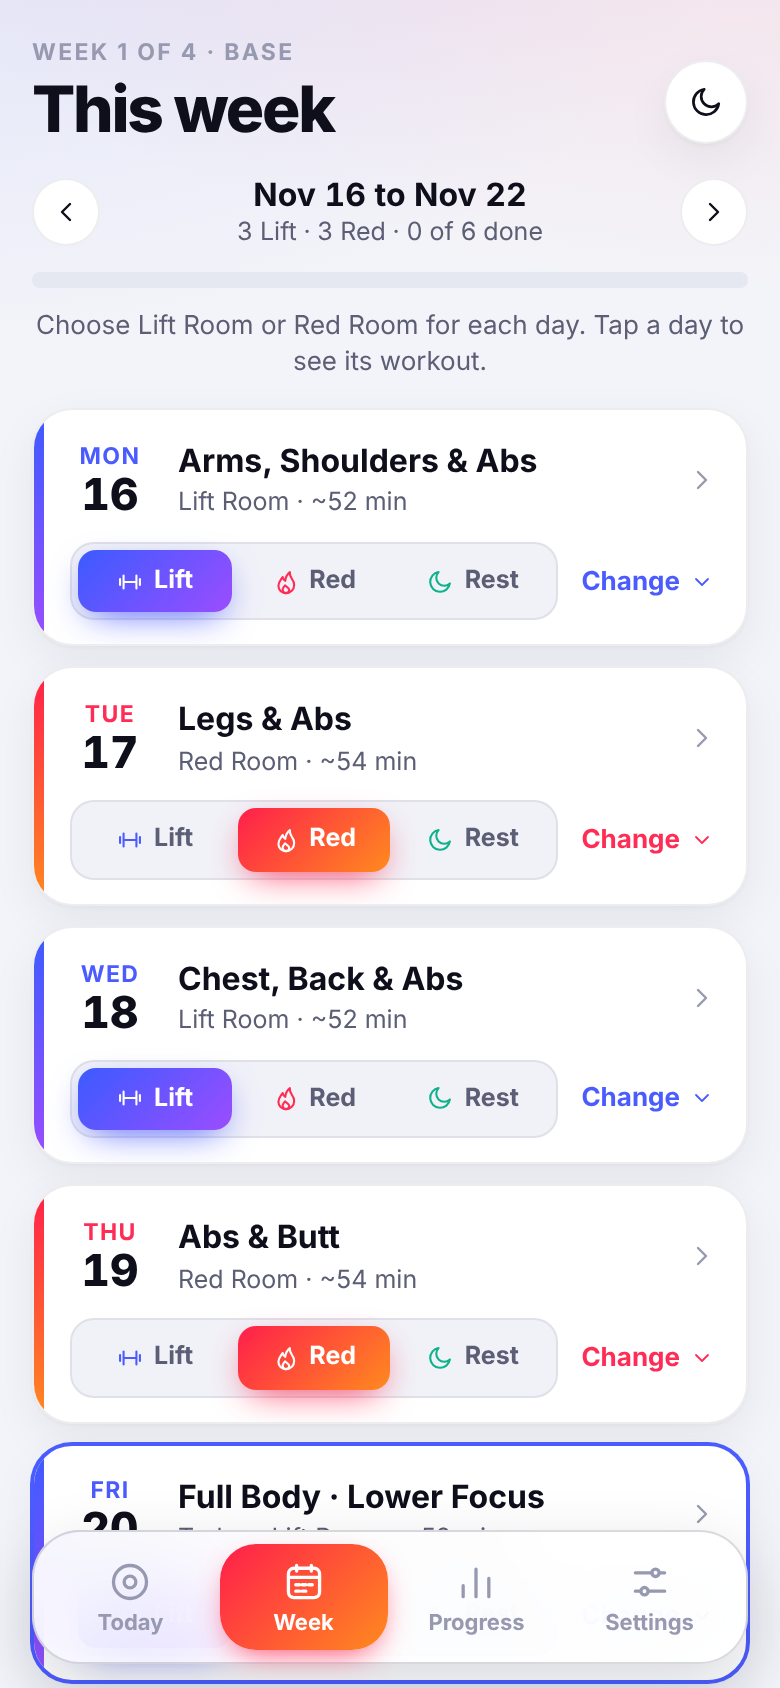 WEEK 1 OF 4 · BASE
This week
Nov 16 to Nov 22
3 Lift · 3 Red · 0 of 6 done
Choose Lift Room or Red Room for each day. Tap a day to
see its workout.
MON
16
Arms, Shoulders & Abs
Lift Room · ~52 min
Lift
Red
Rest
Change
TUE
17
Legs & Abs
Red Room · ~54 min
Lift
Red
Rest
Change
WED
18
Chest, Back & Abs
Lift Room · ~52 min
Lift
Red
Rest
Change
THU
19
Abs & Butt
Red Room · ~54 min
Lift
Red
Rest
Change
FRI
20
Full Body · Lower Focus
Today
Week
Progress
Settings